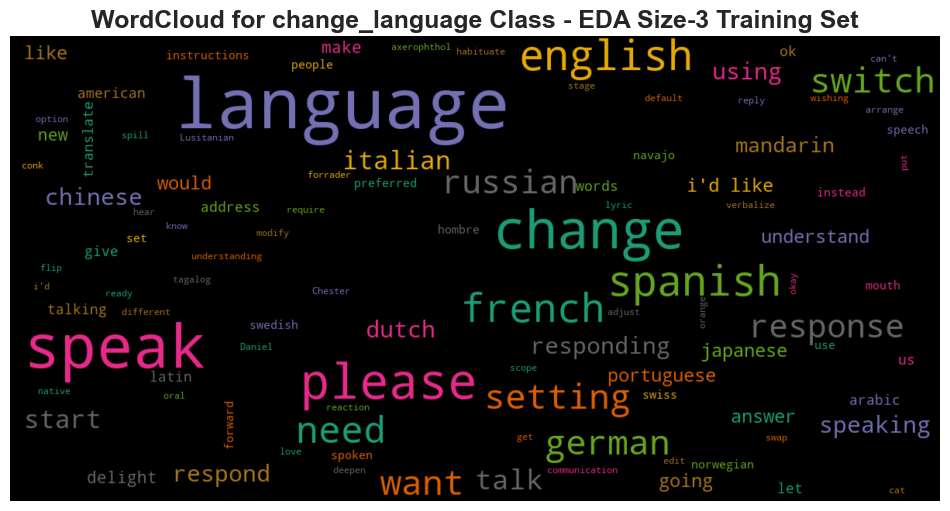 WordCloud for change_language Class - EDA Size-3 Training Set
like
instructions
make
axerophthol
habituate
english
ok
can't
people
using
switch
american
language
stage
default
reply
wishing
arrange
option
new
translate
spill
Lusitanian
speech
conk
italian
navajo
mandarin
put
would
forrader
preferred
russian
words
i'd like
instead
chinese
address
require
lyric
verbalize
hear
know
change
hombre
understand
set
modify
give
understanding
flip
tagalog
spanish
okay
mouth
i'd
ready
Chester
french
orange
talking
different
adjust
swedish
dutch
response
speak
Daniel
responding
japanese
use
us
latin
scope
portuguese
native
oral
please
setting
swiss
arabic
start
forward
reaction
need
answer
speaking
get
german
swap
love
spoken
delight
respond
deepen
want
talk
communication
edit
norwegian
going
let
cat